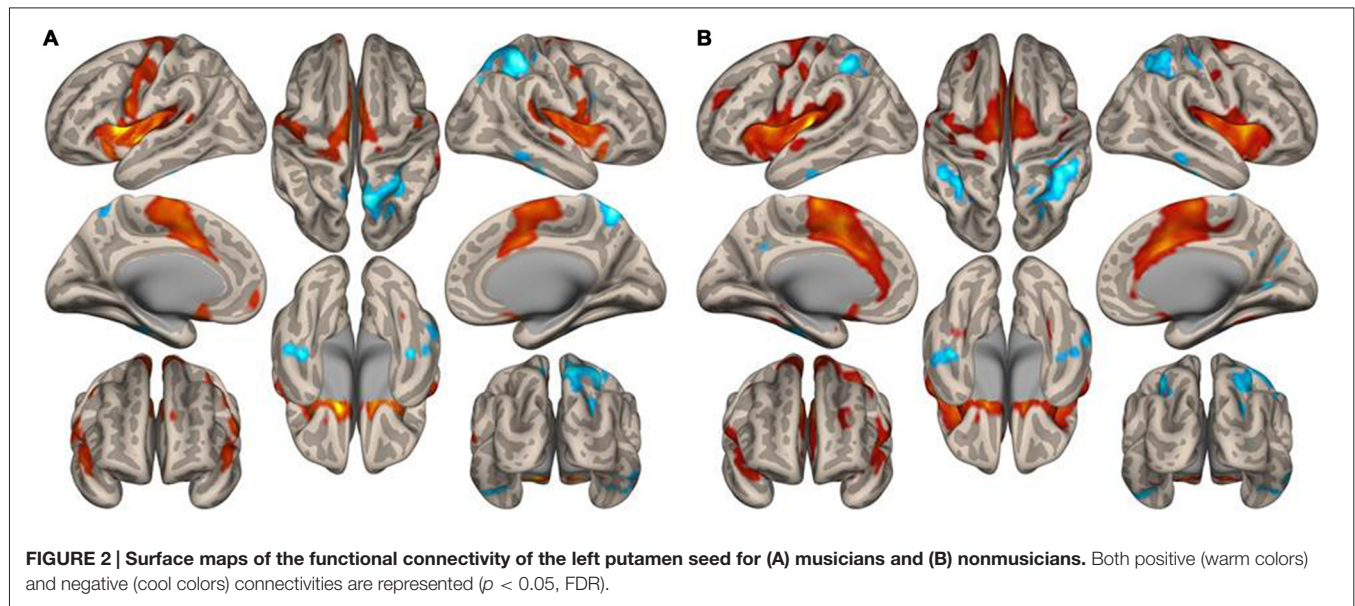 A
B
FIGURE 2 | Surface maps of the functional connectivity of the left putamen seed for (A) musicians and (B) nonmusicians. Both positive (warm colors)
and negative (cool colors) connectivities are represented (p < 0.05, FDR).